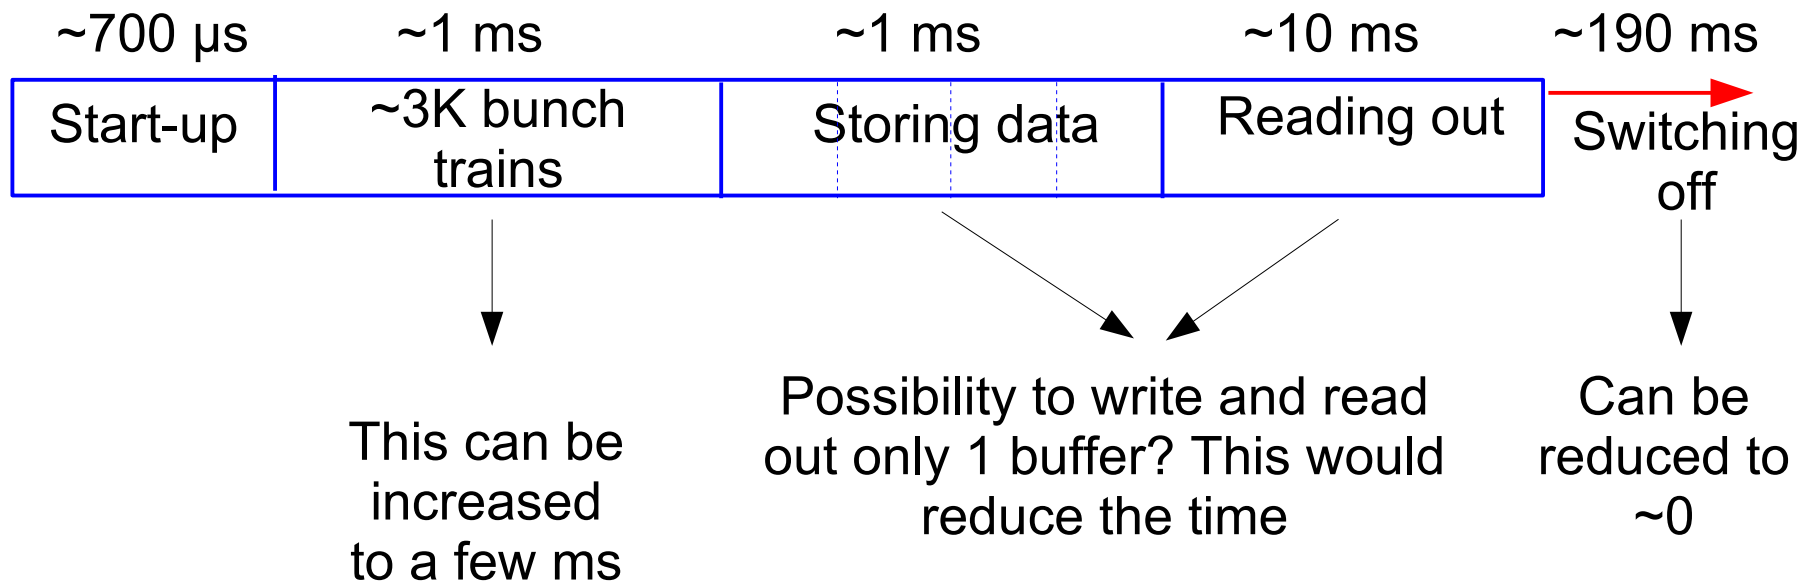 ~700 µs
~1 ms
~1 ms
~10 ms
~190 ms
Start-up
~3K bunch
trains
Storing data
Reading out
Switching
off
This can be
increased
to a few ms
Possibility to write and read
out only 1 buffer? This would
reduce the time
Can be
reduced to
~0